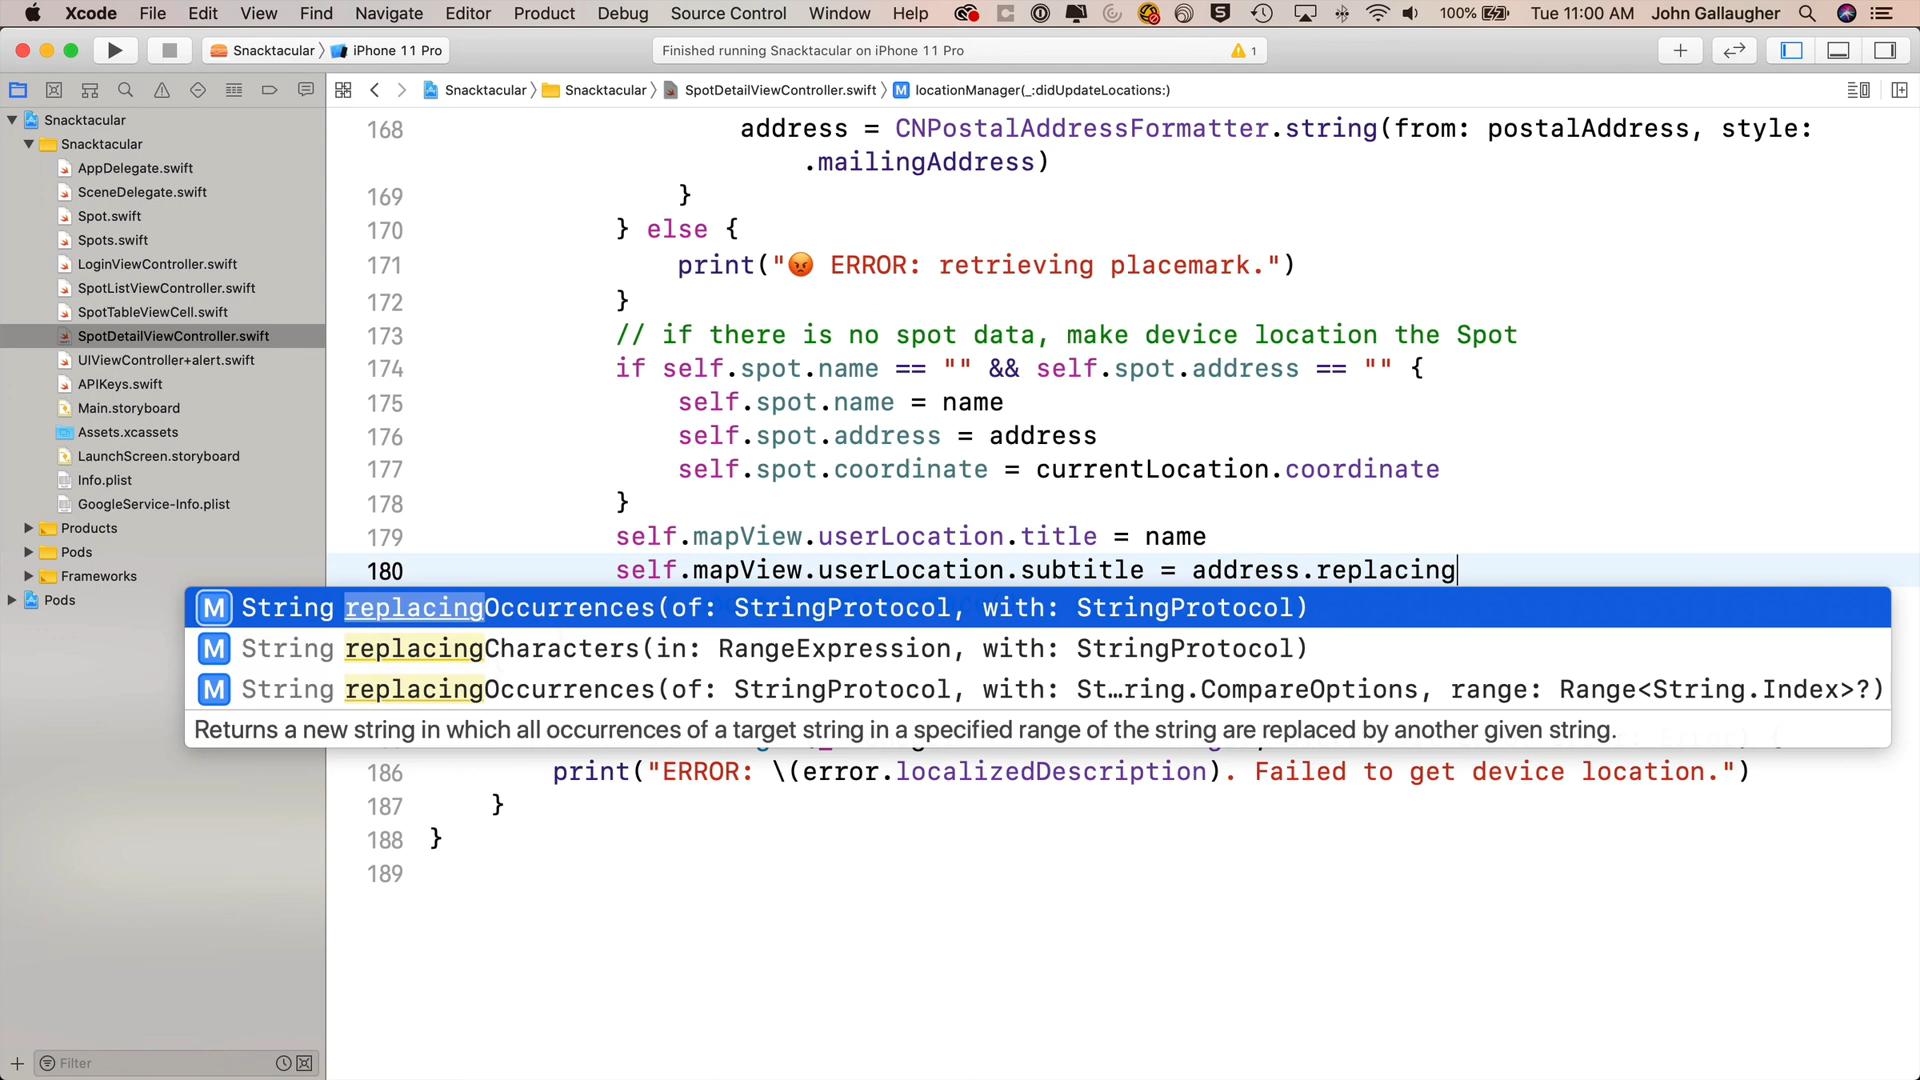 Xcode File Edit View Find Navigate Editor Product Debug Source Control Window Help 100% Tue 11:00 AM John Gallaugher
Snacktacular iPhone 11 Pro Finished running Snacktacular on iPhone 11 Pro 1
Snacktacular Snacktacular SpotDetailViewController.swift M locationManager(_:didUpdateLocations:)
Snacktacular
Snacktacular
AppDelegate.swift
SceneDelegate.swift
Spot.swift
Spots.swift
LoginViewController.swift
SpotListViewController.swift
SpotTableViewCell.swift
SpotDetailViewController.swift
UIViewController+alert.swift
APIKeys.swift
Main.storyboard
Assets.xcassets
LaunchScreen.storyboard
Info.plist
GoogleService-Info.plist
Products
Pods
Frameworks
Pods
Filter
168 address = CNPostalAddressFormatter.string(from: postalAddress, style:
.mailingAddress)
169 }
170 } else {
171 print("😡 ERROR: retrieving placemark.")
172 }
173 // if there is no spot data, make device location the Spot
174 if self.spot.name == "" && self.spot.address == "" {
175 self.spot.name = name
176 self.spot.address = address
177 self.spot.coordinate = currentLocation.coordinate
178 }
179 self.mapView.userLocation.title = name
180 self.mapView.userLocation.subtitle = address.replacing
M String replacingOccurrences(of: StringProtocol, with: StringProtocol)
M String replacingCharacters(in: RangeExpression, with: StringProtocol)
M String replacingOccurrences(of: StringProtocol, with: St…ring.CompareOptions, range: Range<String.Index>?)
Returns a new string in which all occurrences of a target string in a specified range of the string are replaced by another given string.
186 print("ERROR: \(error.localizedDescription). Failed to get device location.")
187 }
188 }
189